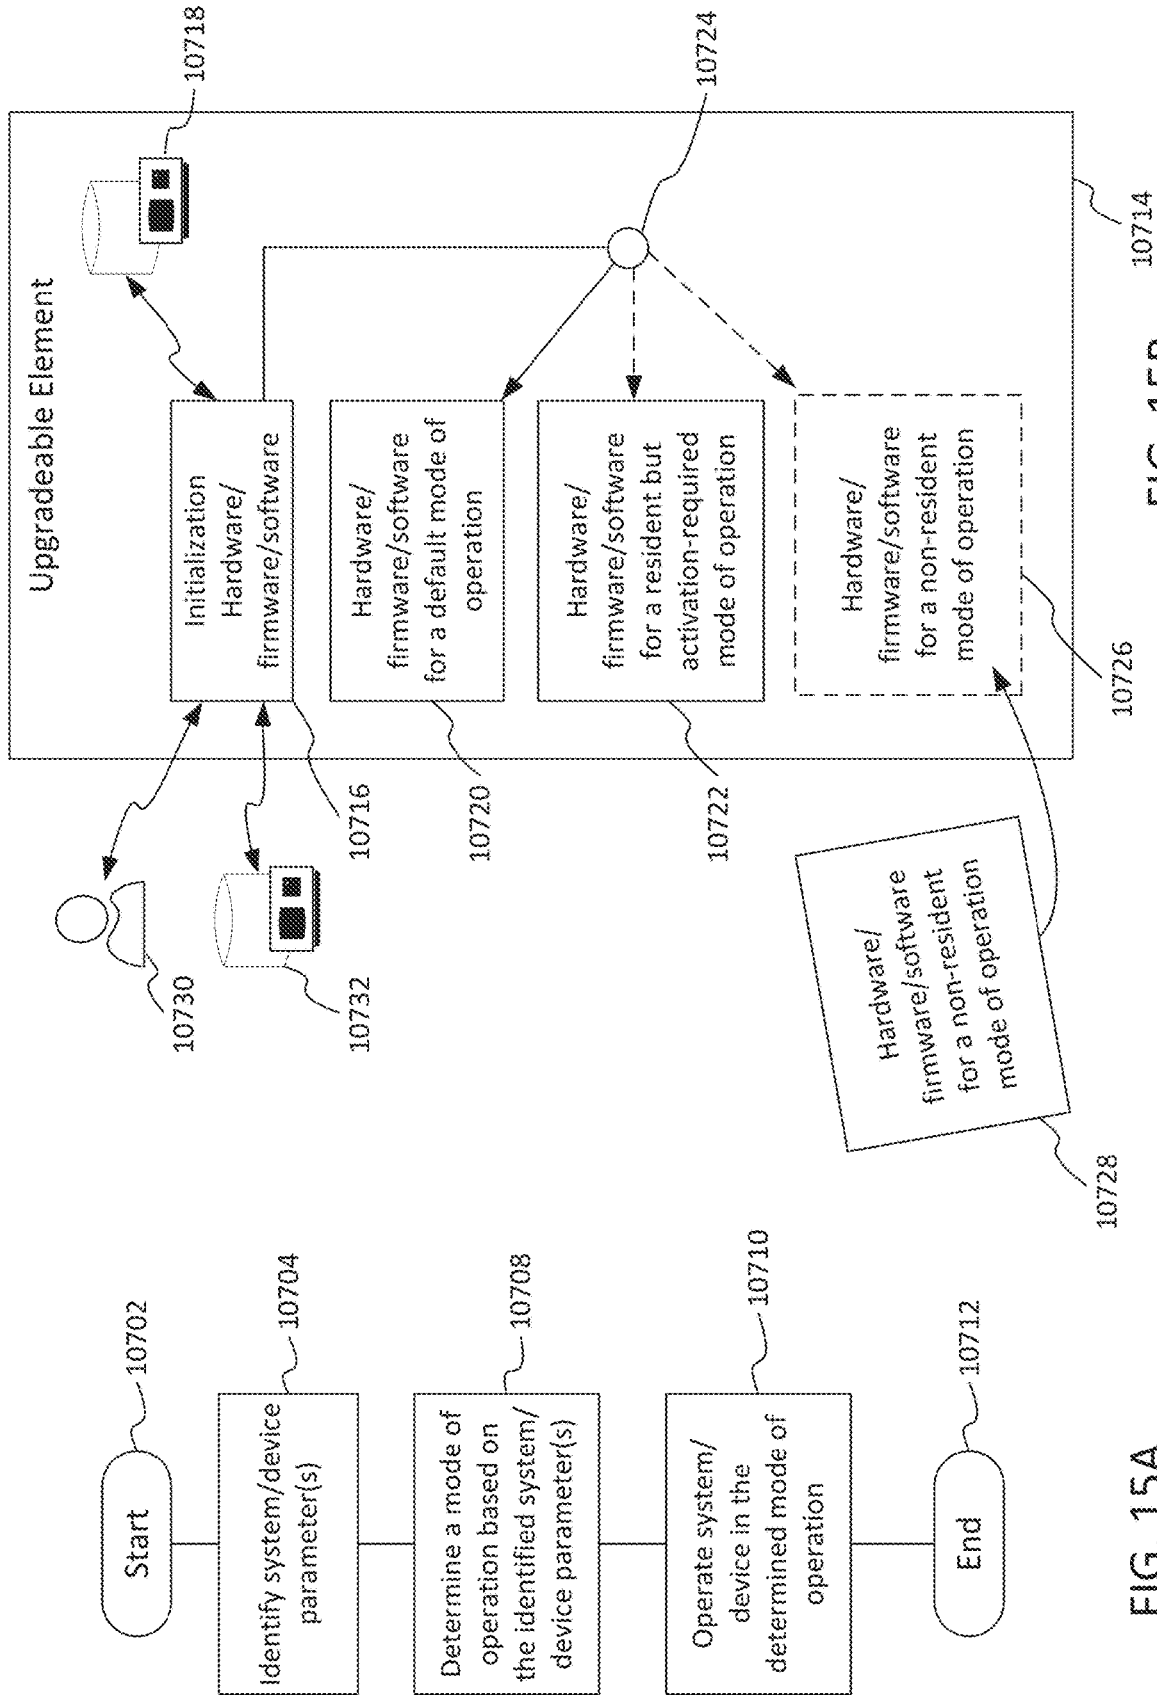 Start
10702
Identify system/device
parameter(s)
10704
Determine a mode of
operation based on
the identified system/
device parameter(s)
10708
Operate system/
device in the
determined mode of
operation
10710
End
10712
FIG. 15A
Upgradeable Element
10718
10730
10732
Initialization
Hardware/
firmware/software
10716
Hardware/
firmware/software
for a default mode of
operation
10720
Hardware/
firmware/software
for a resident but
activation-required
mode of operation
10722
10724
Hardware/
firmware/software
for a non-resident
mode of operation
10726
Hardware/
firmware/software
for a non-resident
mode of operation
10728
10714
FIG. 15B